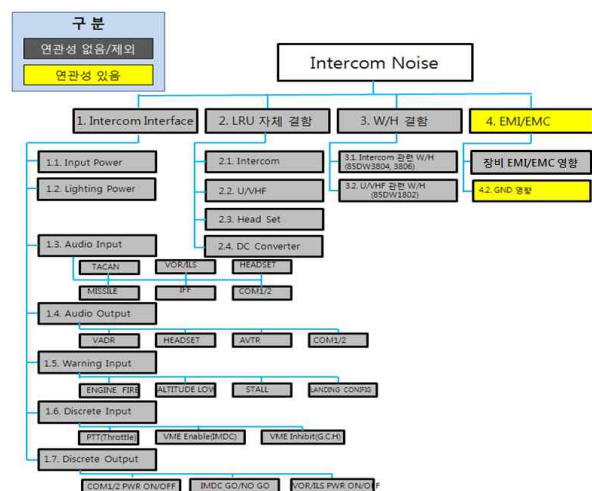 구 분
연관성 없음/제외
연관성 있음
Intercom Noise
1. Intercom Interface
2. LRU 자체 결함
3. W/H 결함
4. EMI/EMC
1.1. Input Power
1.2. Lighting Power
1.3. Audio Input
TACAN
VOR/ILS
HEADSET
MISSILE
IFF
COM1/2
1.4. Audio Output
VADR
HEADSET
AVTR
COM1/2
1.5. Warning Input
ENGINE FIRE
ALTITUDE LOW
STALL
LANDING CONFIG
1.6. Discrete Input
PTT(Throttle)
VME Enable(IMDC)
VME Inhibit(G.C.H)
1.7. Discrete Output
COM1/2 PWR ON/OFF
IMDC GO/NO GO
VOR/ILS PWR ON/OFF
2.1. Intercom
2.2. U/VHF
2.3. Head Set
2.4. DC Converter
3.1. Intercom 관련 W/H
(85DW3804, 3806)
3.2. U/VHF 관련 W/H
(85DW1802)
장비 EMI/EMC 영향
4.2. GND 영향